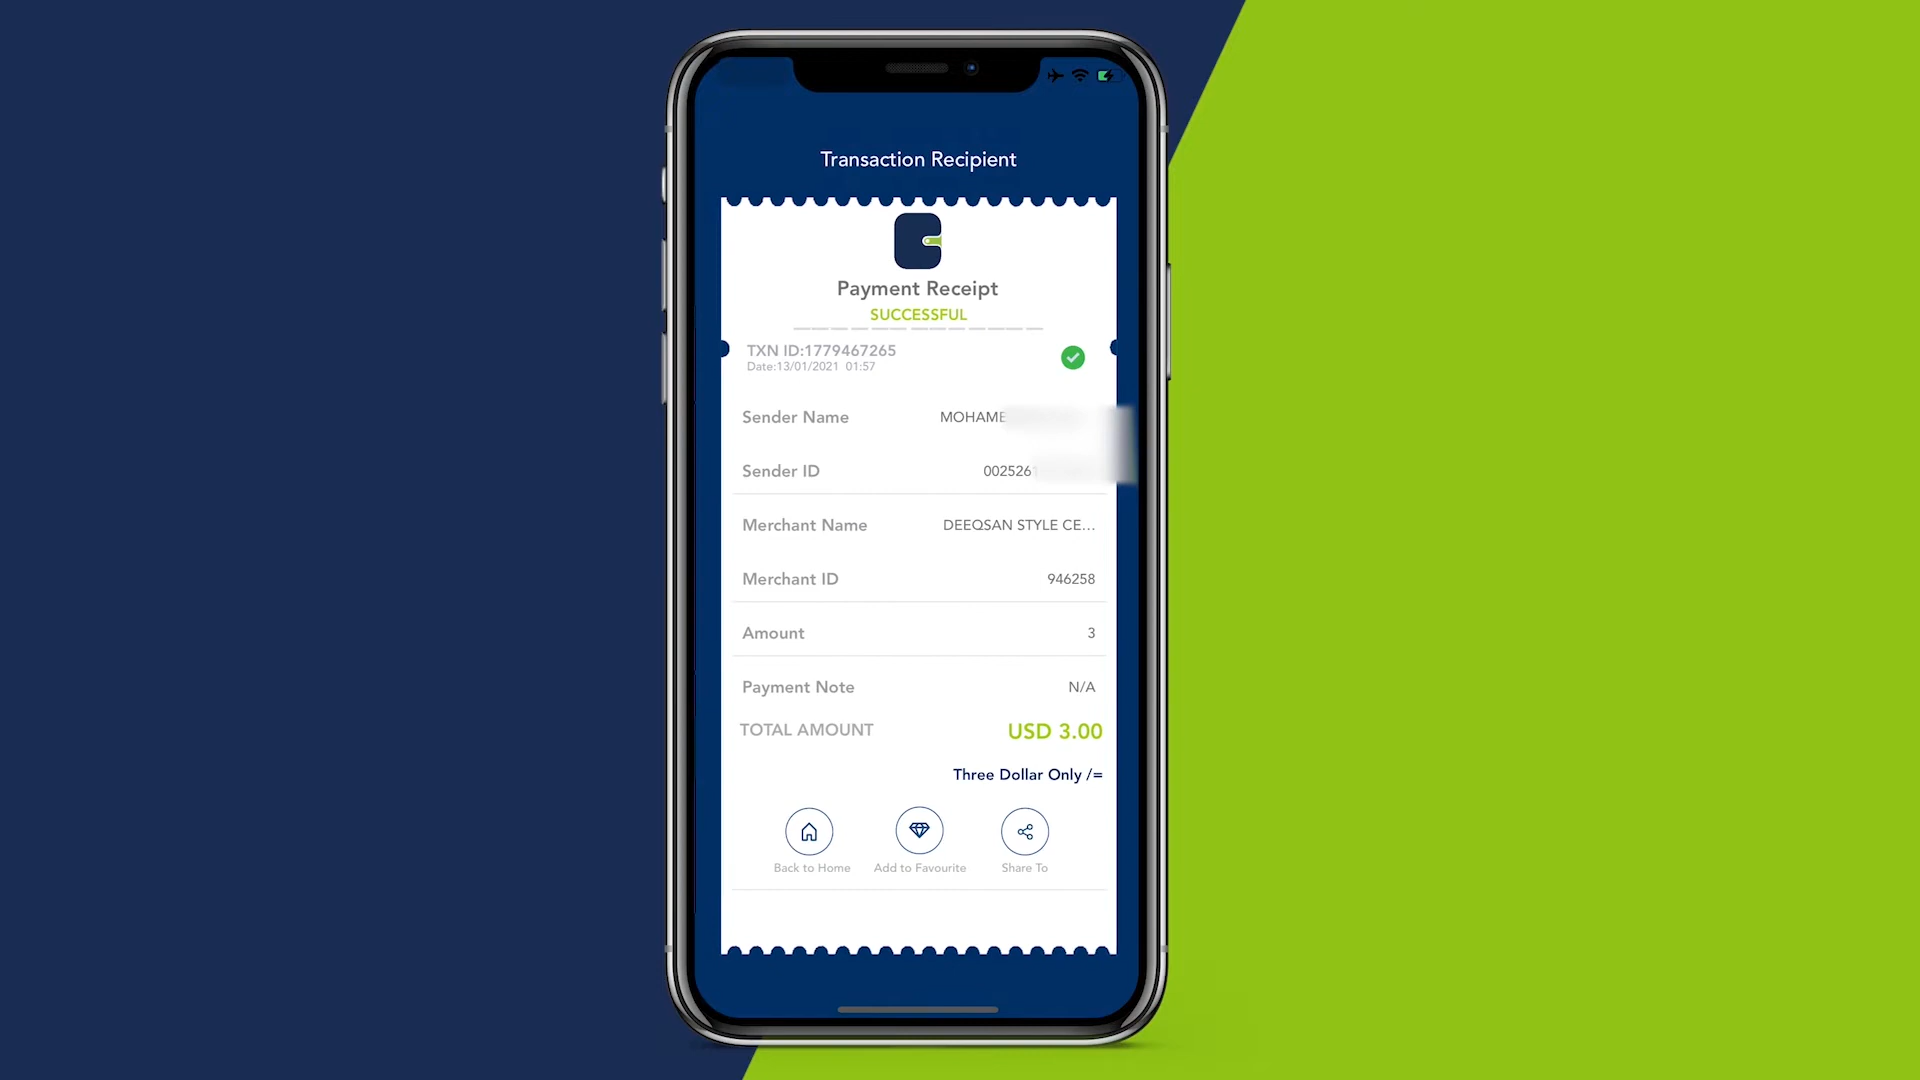 Transaction Recipient
Payment Receipt
SUCCESSFUL
TXN ID:1779467265
Date:13/01/2021 01:57
Sender Name MOHAME
Sender ID 002526
Merchant Name DEEQSAN STYLE CE...
Merchant ID 946258
Amount 3
Payment Note N/A
TOTAL AMOUNT USD 3.00
Three Dollar Only /=
Back to Home Add to Favourite Share To